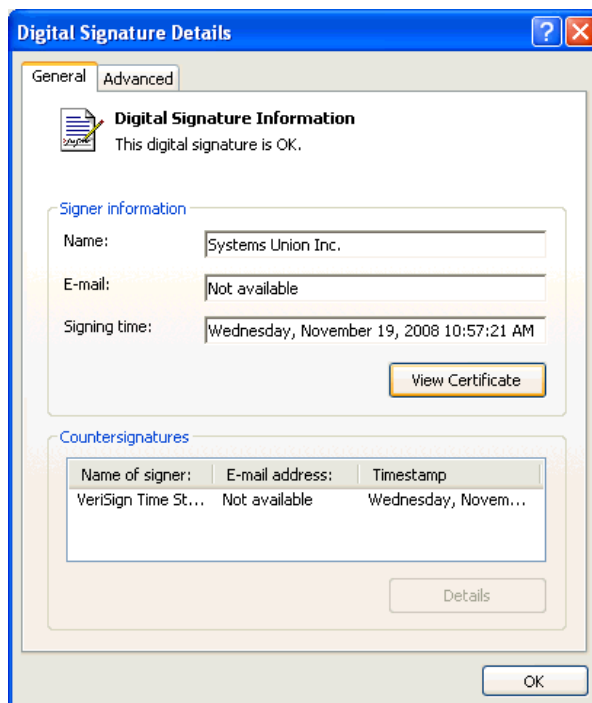 Digital Signature Details
General Advanced
Digital Signature Information
This digital signature is OK.
Signer information
Name: Systems Union Inc.
E-mail: Not available
Signing time: Wednesday, November 19, 2008 10:57:21 AM
View Certificate
Countersignatures
Name of signer: E-mail address: Timestamp
VeriSign Time St... Not available Wednesday, Novem...
Details
OK